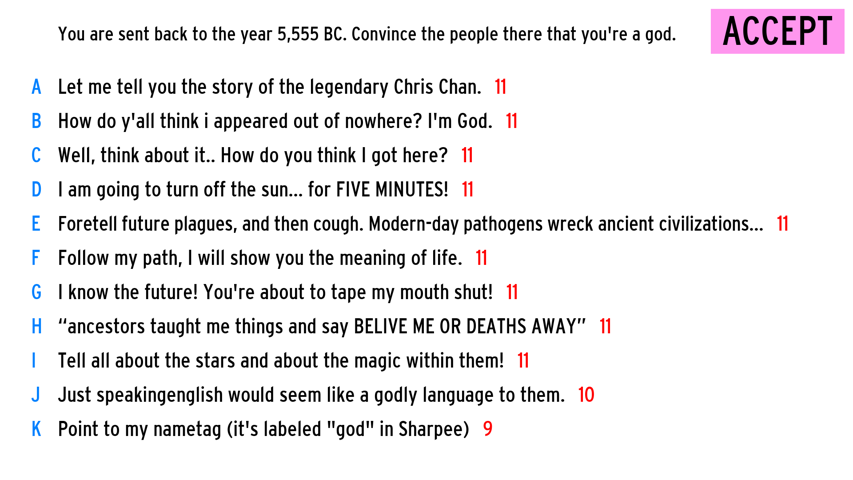 You are sent back to the year 5,555 BC. Convince the people there that you're a god.
ACCEPT
A Let me tell you the story of the legendary Chris Chan. 11
B How do y'all think i appeared out of nowhere? I'm God. 11
C Well, think about it.. How do you think I got here? 11
D I am going to turn off the sun... for FIVE MINUTES! 11
E Foretell future plagues, and then cough. Modern-day pathogens wreck ancient civilizations... 11
F Follow my path, I will show you the meaning of life. 11
G I know the future! You're about to tape my mouth shut! 11
H “ancestors taught me things and say BELIVE ME OR DEATHS AWAY” 11
I Tell all about the stars and about the magic within them! 11
J Just speakingenglish would seem like a godly language to them. 10
K Point to my nametag (it's labeled "god" in Sharpee) 9